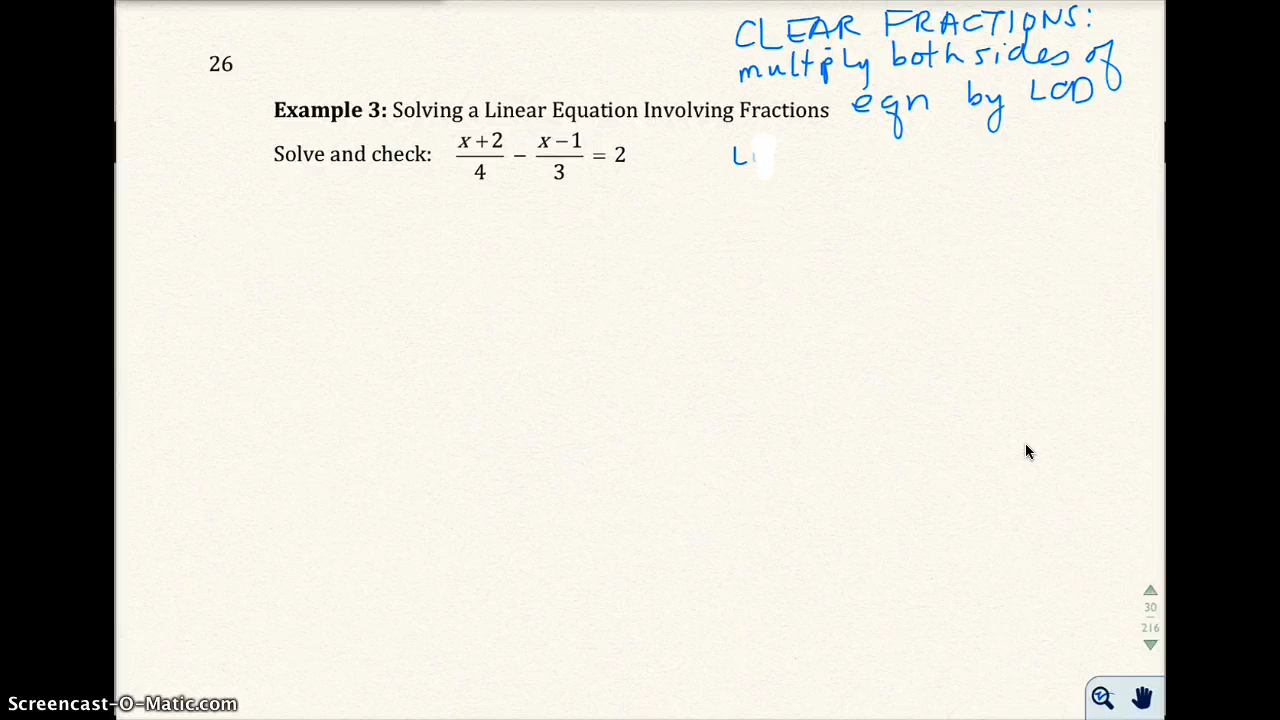 CLEAR FRACTIONS:
multiply both sides of
eqn by LCD
26
Example 3: Solving a Linear Equation Involving Fractions
Solve and check: (x + 2)/4 − (x − 1)/3 = 2
L
30
216
Screencast-O-Matic.com